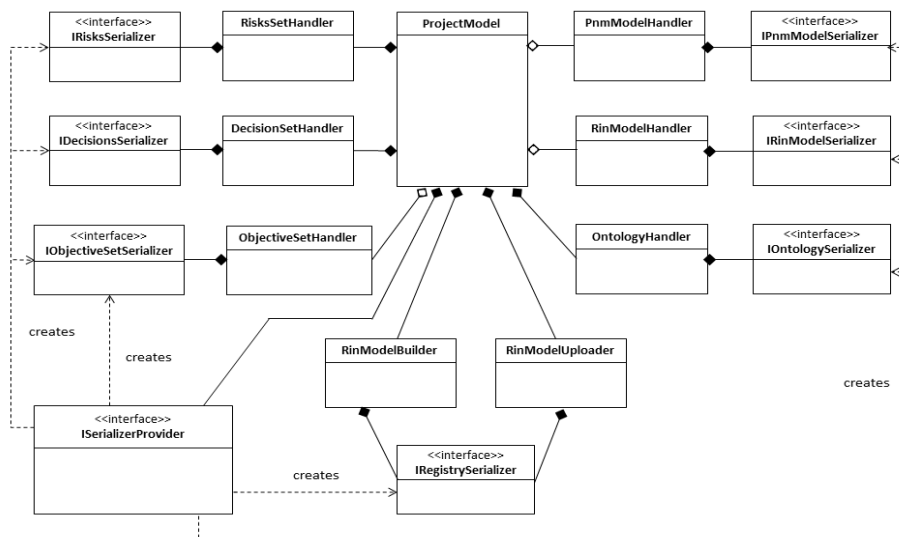 <<interface>>
IRisksSerializer
RisksSetHandler
ProjectModel
PnmModelHandler
<<interface>>
IPnmModelSerializer
<<interface>>
IDecisionsSerializer
DecisionSetHandler
RinModelHandler
<<interface>>
IRinModelSerializer
<<interface>>
IObjectiveSetSerializer
ObjectiveSetHandler
OntologyHandler
<<interface>>
IOntologySerializer
creates
creates
RinModelBuilder
RinModelUploader
creates
<<interface>>
ISerializerProvider
<<interface>>
IRegistrySerializer
creates